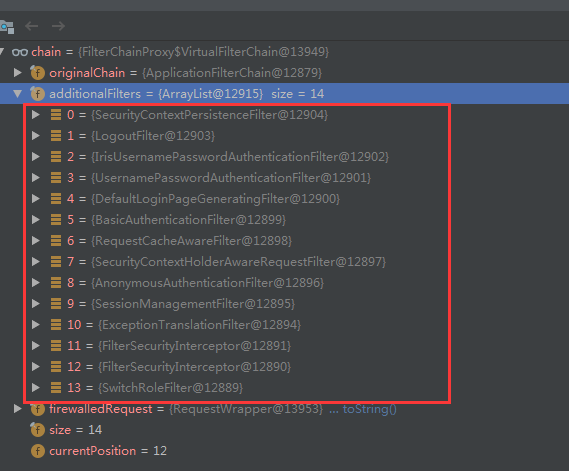 chain = {FilterChainProxy$VirtualFilterChain@13949}
originalChain = {ApplicationFilterChain@12879}
additionalFilters = {ArrayList@12915} size = 14
0 = {SecurityContextPersistenceFilter@12904}
1 = {LogoutFilter@12903}
2 = {IrisUsernamePasswordAuthenticationFilter@12902}
3 = {UsernamePasswordAuthenticationFilter@12901}
4 = {DefaultLoginPageGeneratingFilter@12900}
5 = {BasicAuthenticationFilter@12899}
6 = {RequestCacheAwareFilter@12898}
7 = {SecurityContextHolderAwareRequestFilter@12897}
8 = {AnonymousAuthenticationFilter@12896}
9 = {SessionManagementFilter@12895}
10 = {ExceptionTranslationFilter@12894}
11 = {FilterSecurityInterceptor@12891}
12 = {FilterSecurityInterceptor@12890}
13 = {SwitchRoleFilter@12889}
firewalledRequest = {RequestWrapper@13953} ... toString()
size = 14
currentPosition = 12